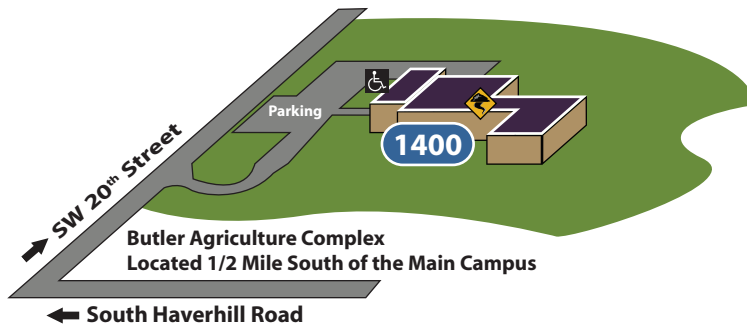 Parking
1400
SW 20th Street
Butler Agriculture Complex
Located 1/2 Mile South of the Main Campus
South Haverhill Road